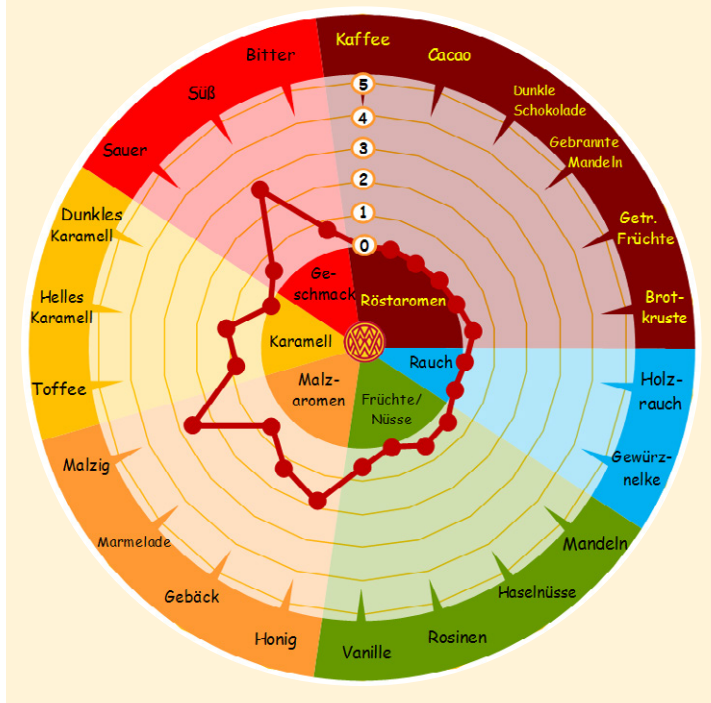 Kaffee
Cacao
Dunkle
Schokolade
Gebrannte
Mandeln
Getr.
Früchte
Brot-
kruste
Holz-
rauch
Gewürz-
nelke
Mandeln
Haselnüsse
Rosinen
Vanille
Honig
Gebäck
Marmelade
Malzig
Toffee
Helles
Karamell
Dunkles
Karamell
Sauer
Süß
Bitter
5
4
3
2
1
0
Ge-
schmack
Röstaromen
Karamell
Rauch
Malz-
aromen
Früchte/
Nüsse